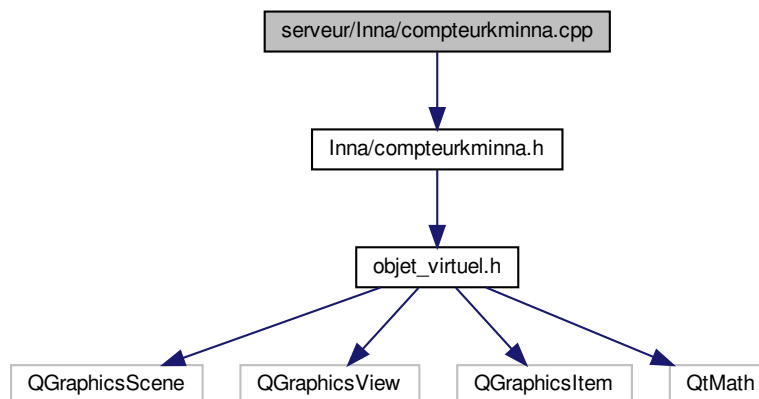 serveur/Inna/compteurkminna.cpp
Inna/compteurkminna.h
objet_virtuel.h
QGraphicsScene
QGraphicsView
QGraphicsItem
QtMath